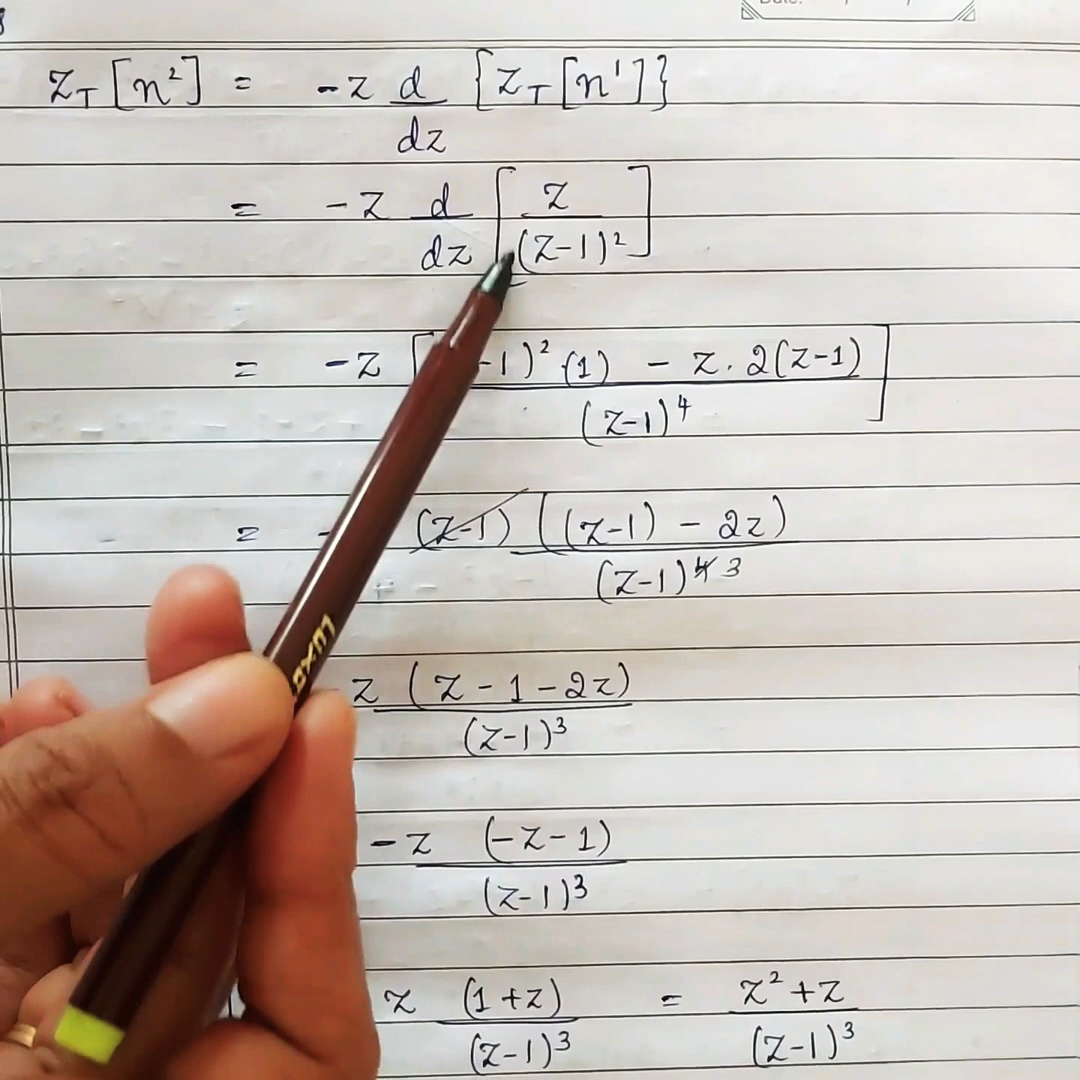 Z_T [n²] = -z d/dz {Z_T [n¹]}
= -z d/dz [z/(z-1)²]
= -z [-1)² (1) - z . 2(z-1)/(z-1)⁴]
= - (z-1) ((z-1) - 2z)/(z-1)⁴ ³
z (z - 1 - 2z)/(z-1)³
-z (-z - 1)/(z-1)³
z (1+z)/(z-1)³ = z² + z/(z-1)³